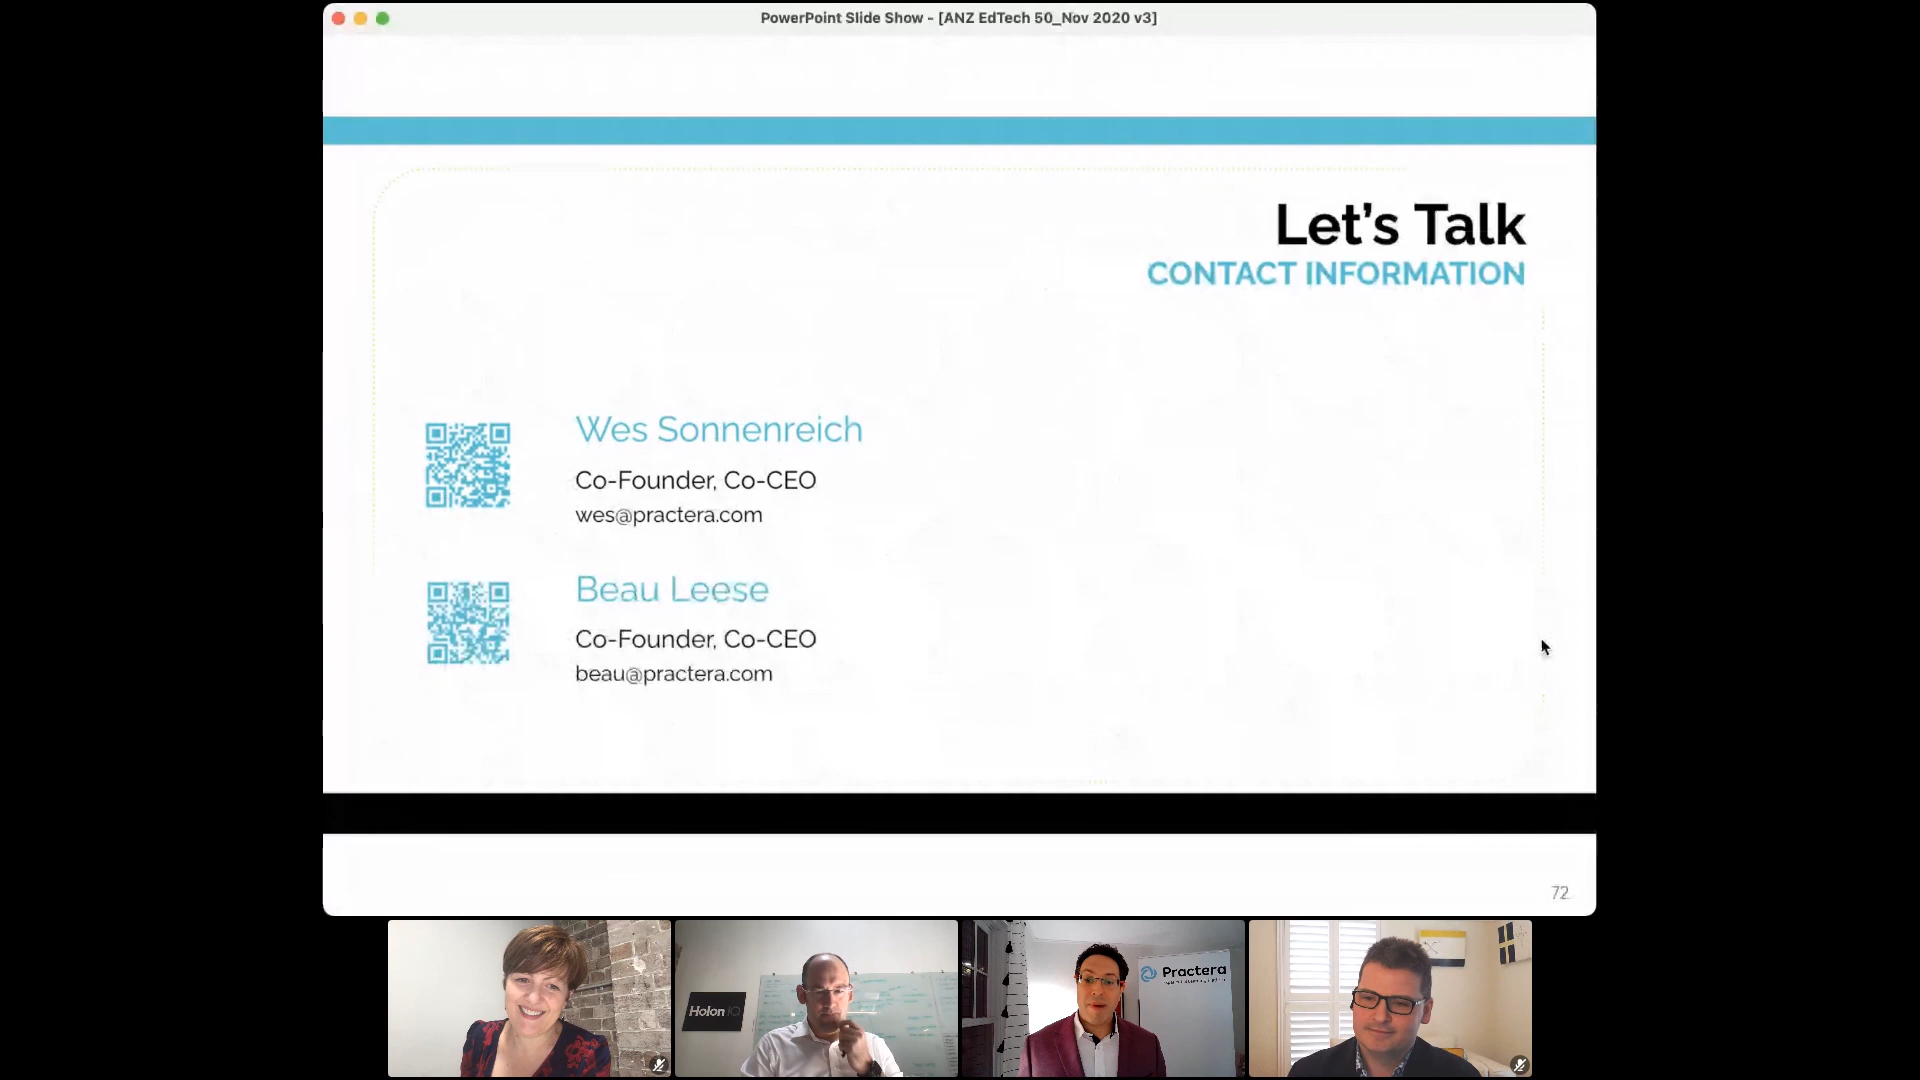 PowerPoint Slide Show - [ANZ EdTech 50_Nov 2020 v3]
Let's Talk
CONTACT INFORMATION
Wes Sonnenreich
Co-Founder, Co-CEO
wes@practera.com
Beau Leese
Co-Founder, Co-CEO
beau@practera.com
72
Holon IQ
Practera